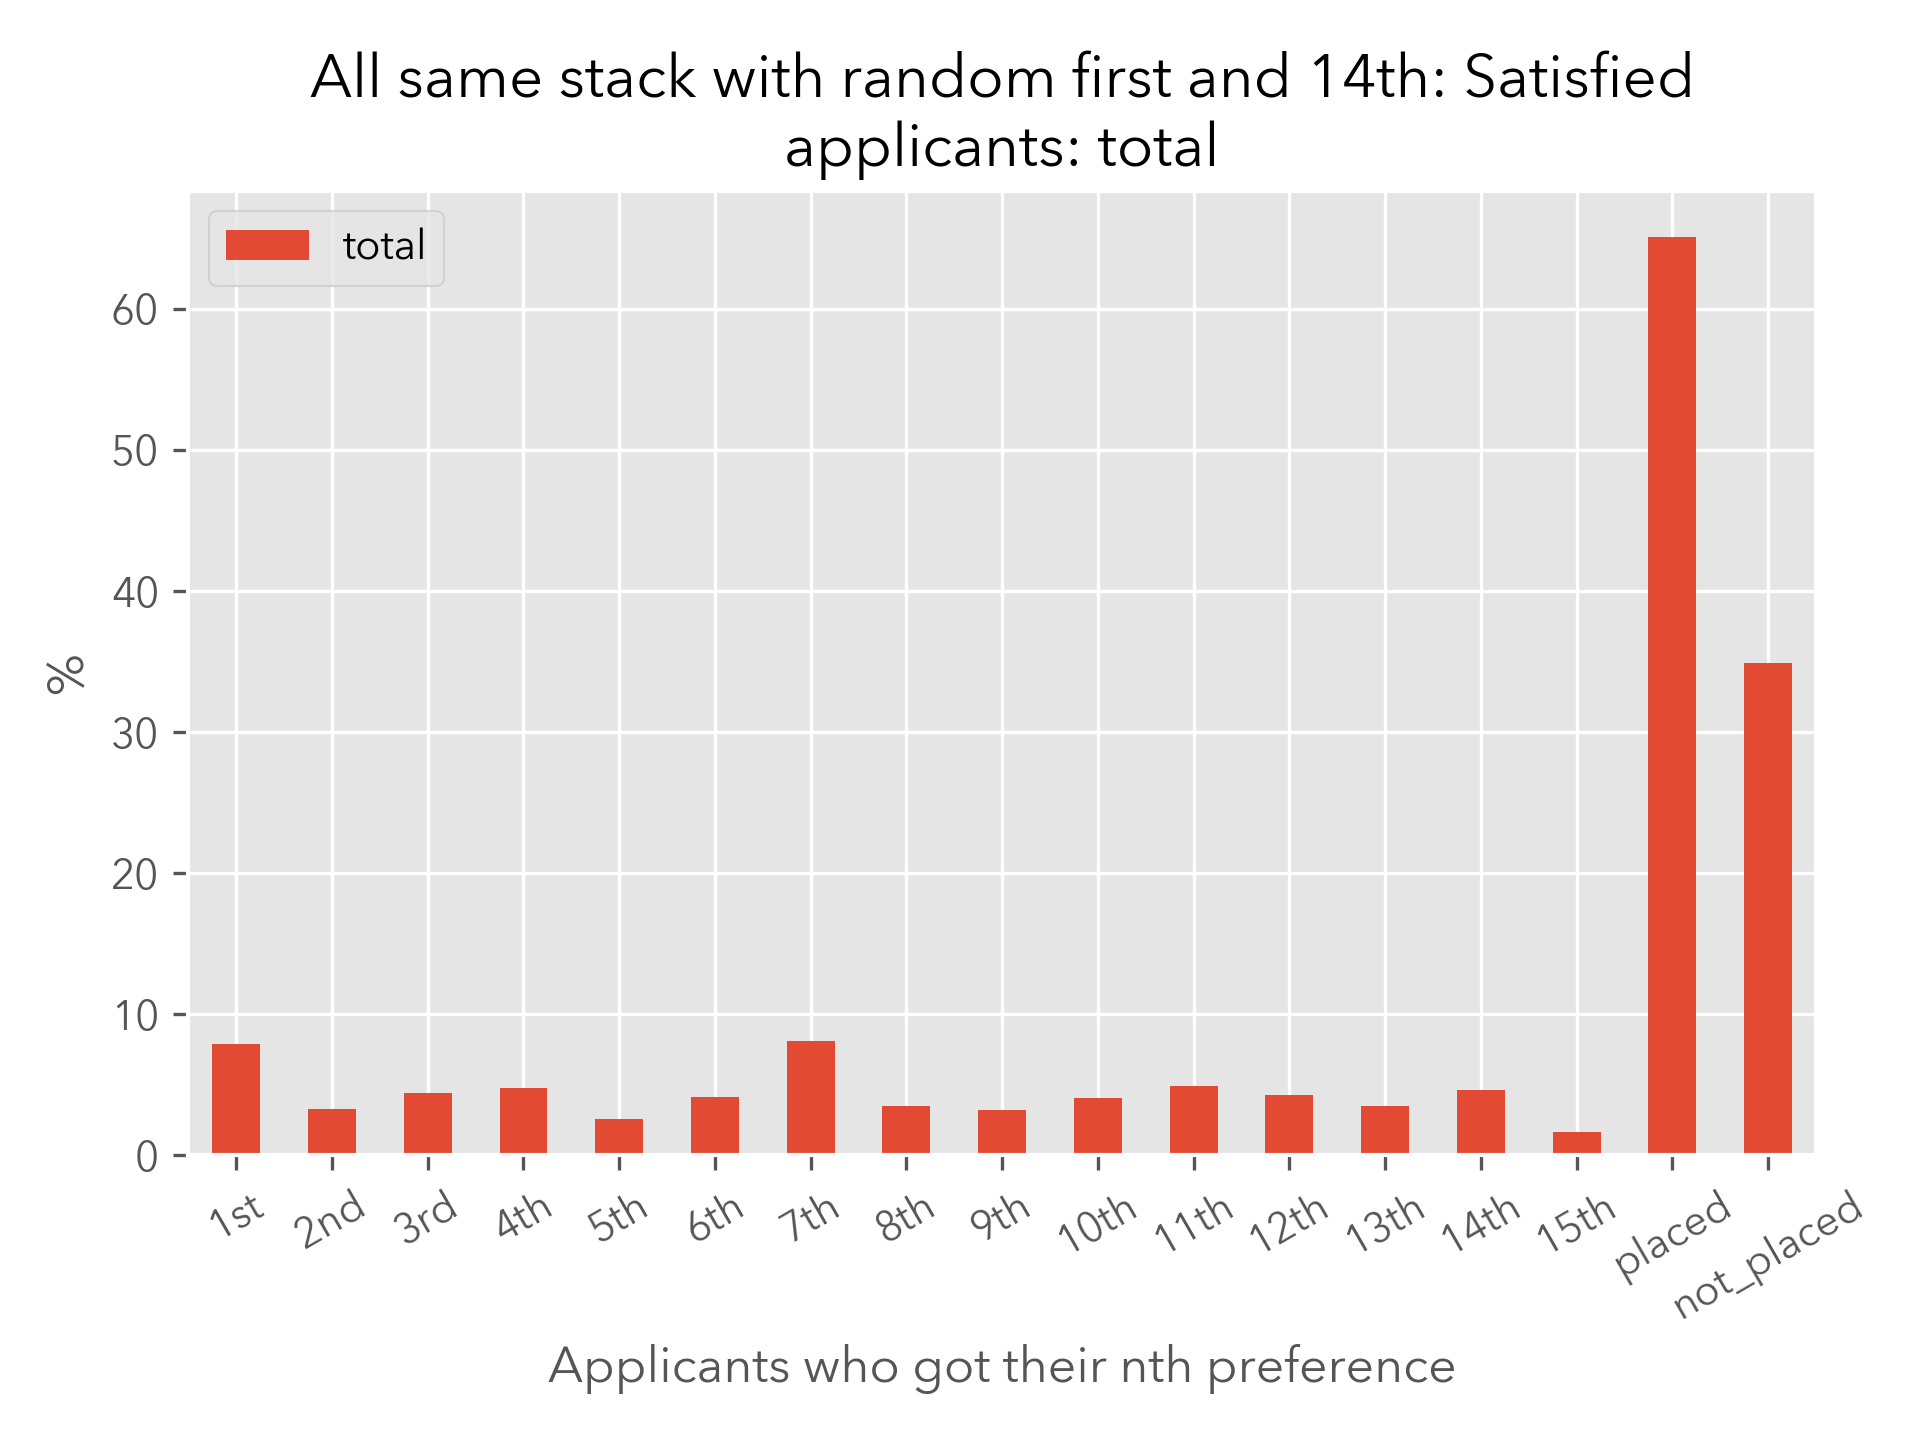 All same stack with random first and 14th: Satisfied
applicants: total
total
60
50
40
30
20
10
0
%
1st 2nd 3rd 4th 5th 6th 7th 8th 9th 10th 11th 12th 13th 14th 15th placed not_placed
Applicants who got their nth preference